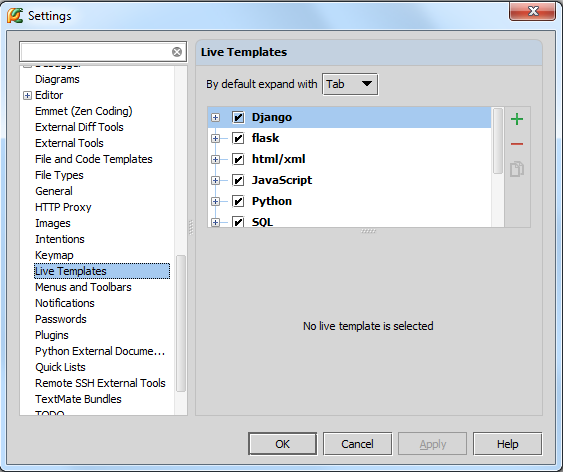 Settings
Debugger
Diagrams
Editor
Emmet (Zen Coding)
External Diff Tools
External Tools
File and Code Templates
File Types
General
HTTP Proxy
Images
Intentions
Keymap
Live Templates
Menus and Toolbars
Notifications
Passwords
Plugins
Python External Docume...
Quick Lists
Remote SSH External Tools
TextMate Bundles
TODO
Live Templates
By default expand with Tab
Django
flask
html/xml
JavaScript
Python
SQL
No live template is selected
OK Cancel Apply Help